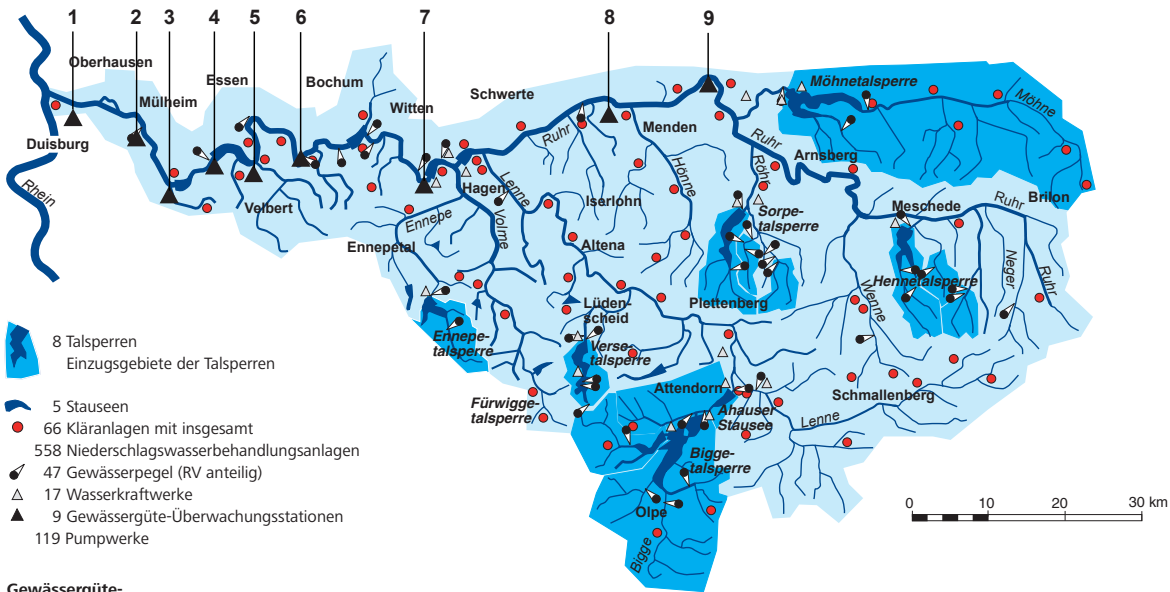 1 2 3 4 5 6 7 8 9
Oberhausen
Mülheim
Essen
Bochum
Witten
Schwerte
Möhnetalsperre
Möhne
Duisburg
Rhein
Ruhr
Menden
Ruhr
Arnsberg
Velbert
Hagen
Lenne
Iserlohn
Hönne
Röhr
Sorpe-
talsperre
Meschede
Ruhr
Brilon
Ennepe
Ennepetal
Volme
Altena
Hennetalsperre
Neger
Ruhr
Plettenberg
Wenne
Lüden-
scheid
Ennepe-
talsperre
Verse-
talsperre
Fürwigge-
talsperre
Attendorn
Ahauser
Stausee
Schmallenberg
Lenne
Bigge-
talsperre
Olpe
Bigge
8 Talsperren
Einzugsgebiete der Talsperren
5 Stauseen
66 Kläranlagen mit insgesamt
558 Niederschlagswasserbehandlungsanlagen
47 Gewässerpegel (RV anteilig)
17 Wasserkraftwerke
9 Gewässergüte-Überwachungsstationen
119 Pumpwerke
0 10 20 30 km
Gewässergüte-